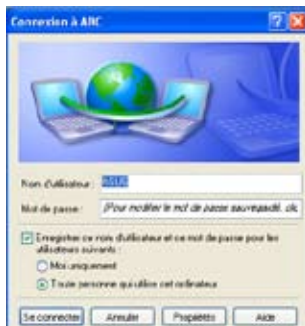 Connexion à ABC
Nom d'utilisateur : ASUS
Mot de passe : [Pour modifier le mot de passe sauvegardé, clic
Enregistrer ce nom d'utilisateur et ce mot de passe pour les
utilisateurs suivants :
Moi uniquement
Toute personne qui utilise cet ordinateur
Se connecter Annuler Propriétés Aide